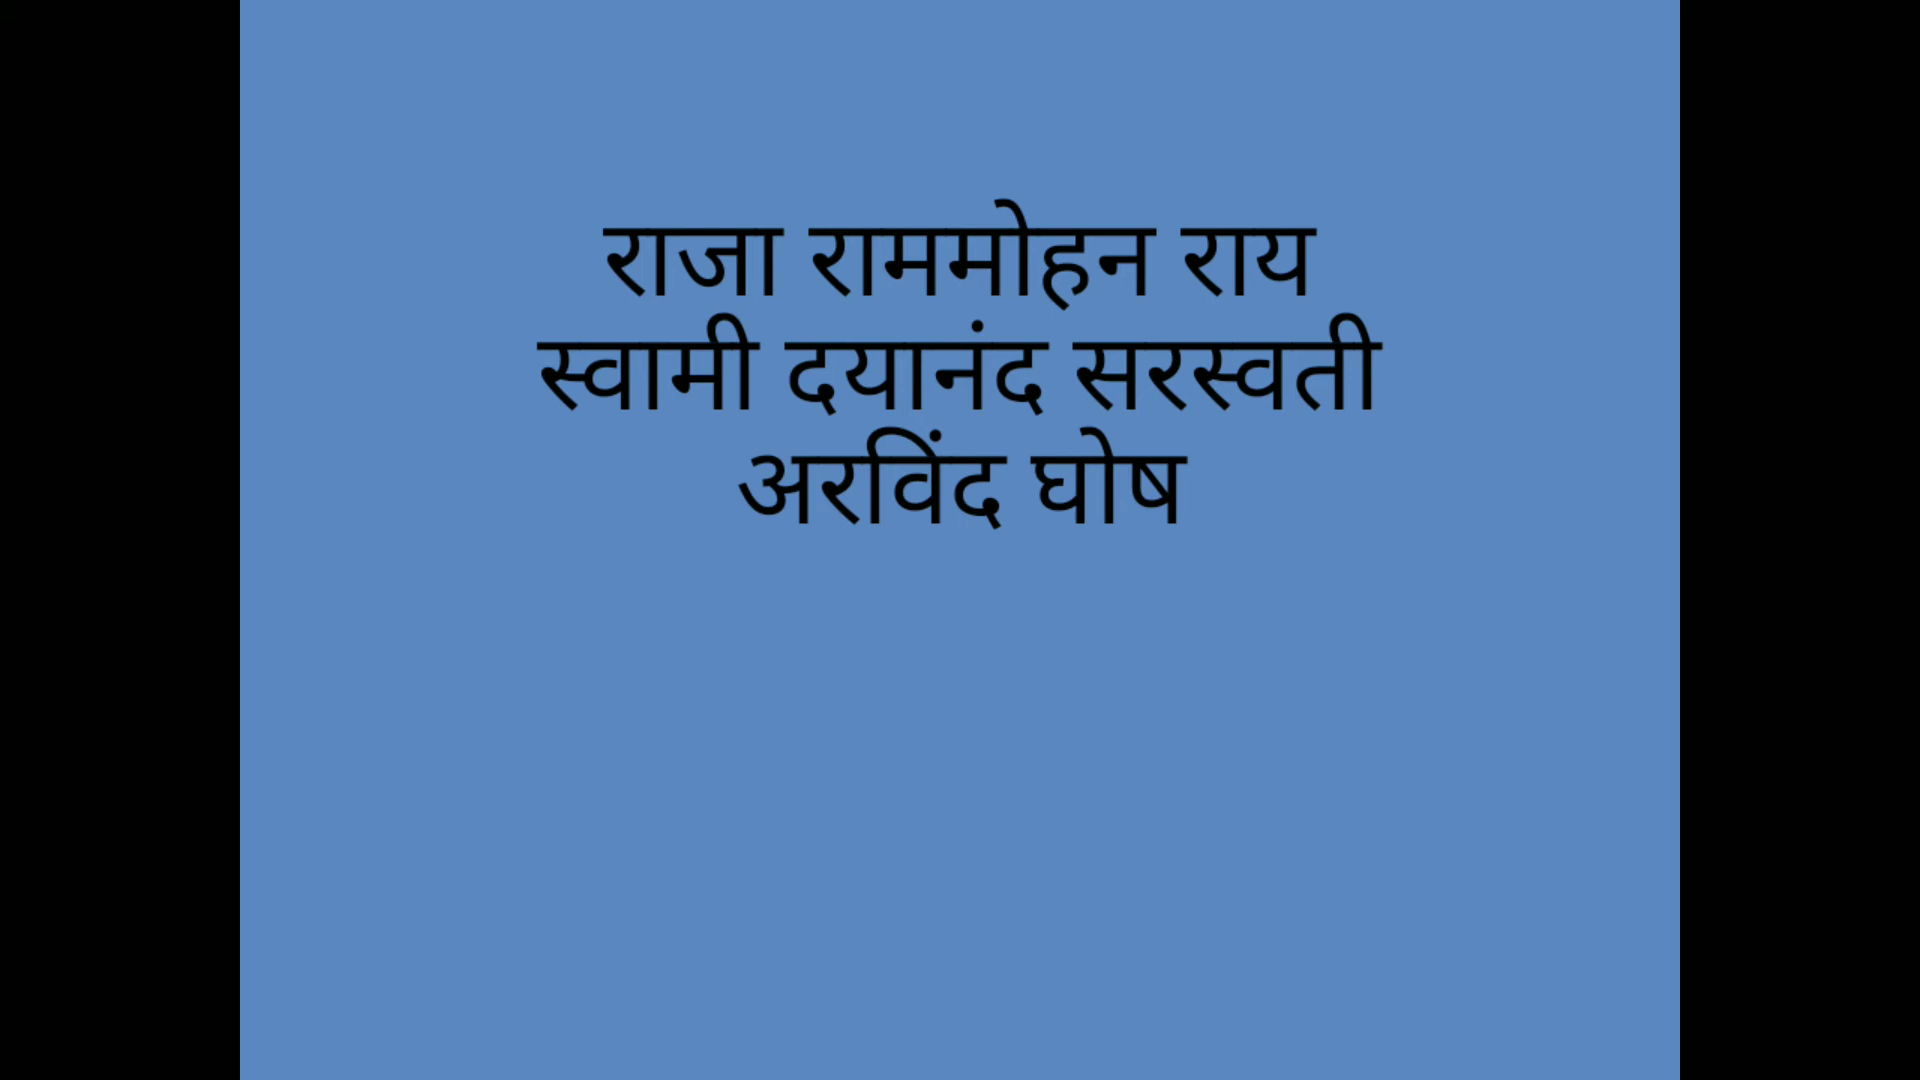 राजा राममोहन राय
स्वामी दयानंद सरस्वती
अरविंद घोष